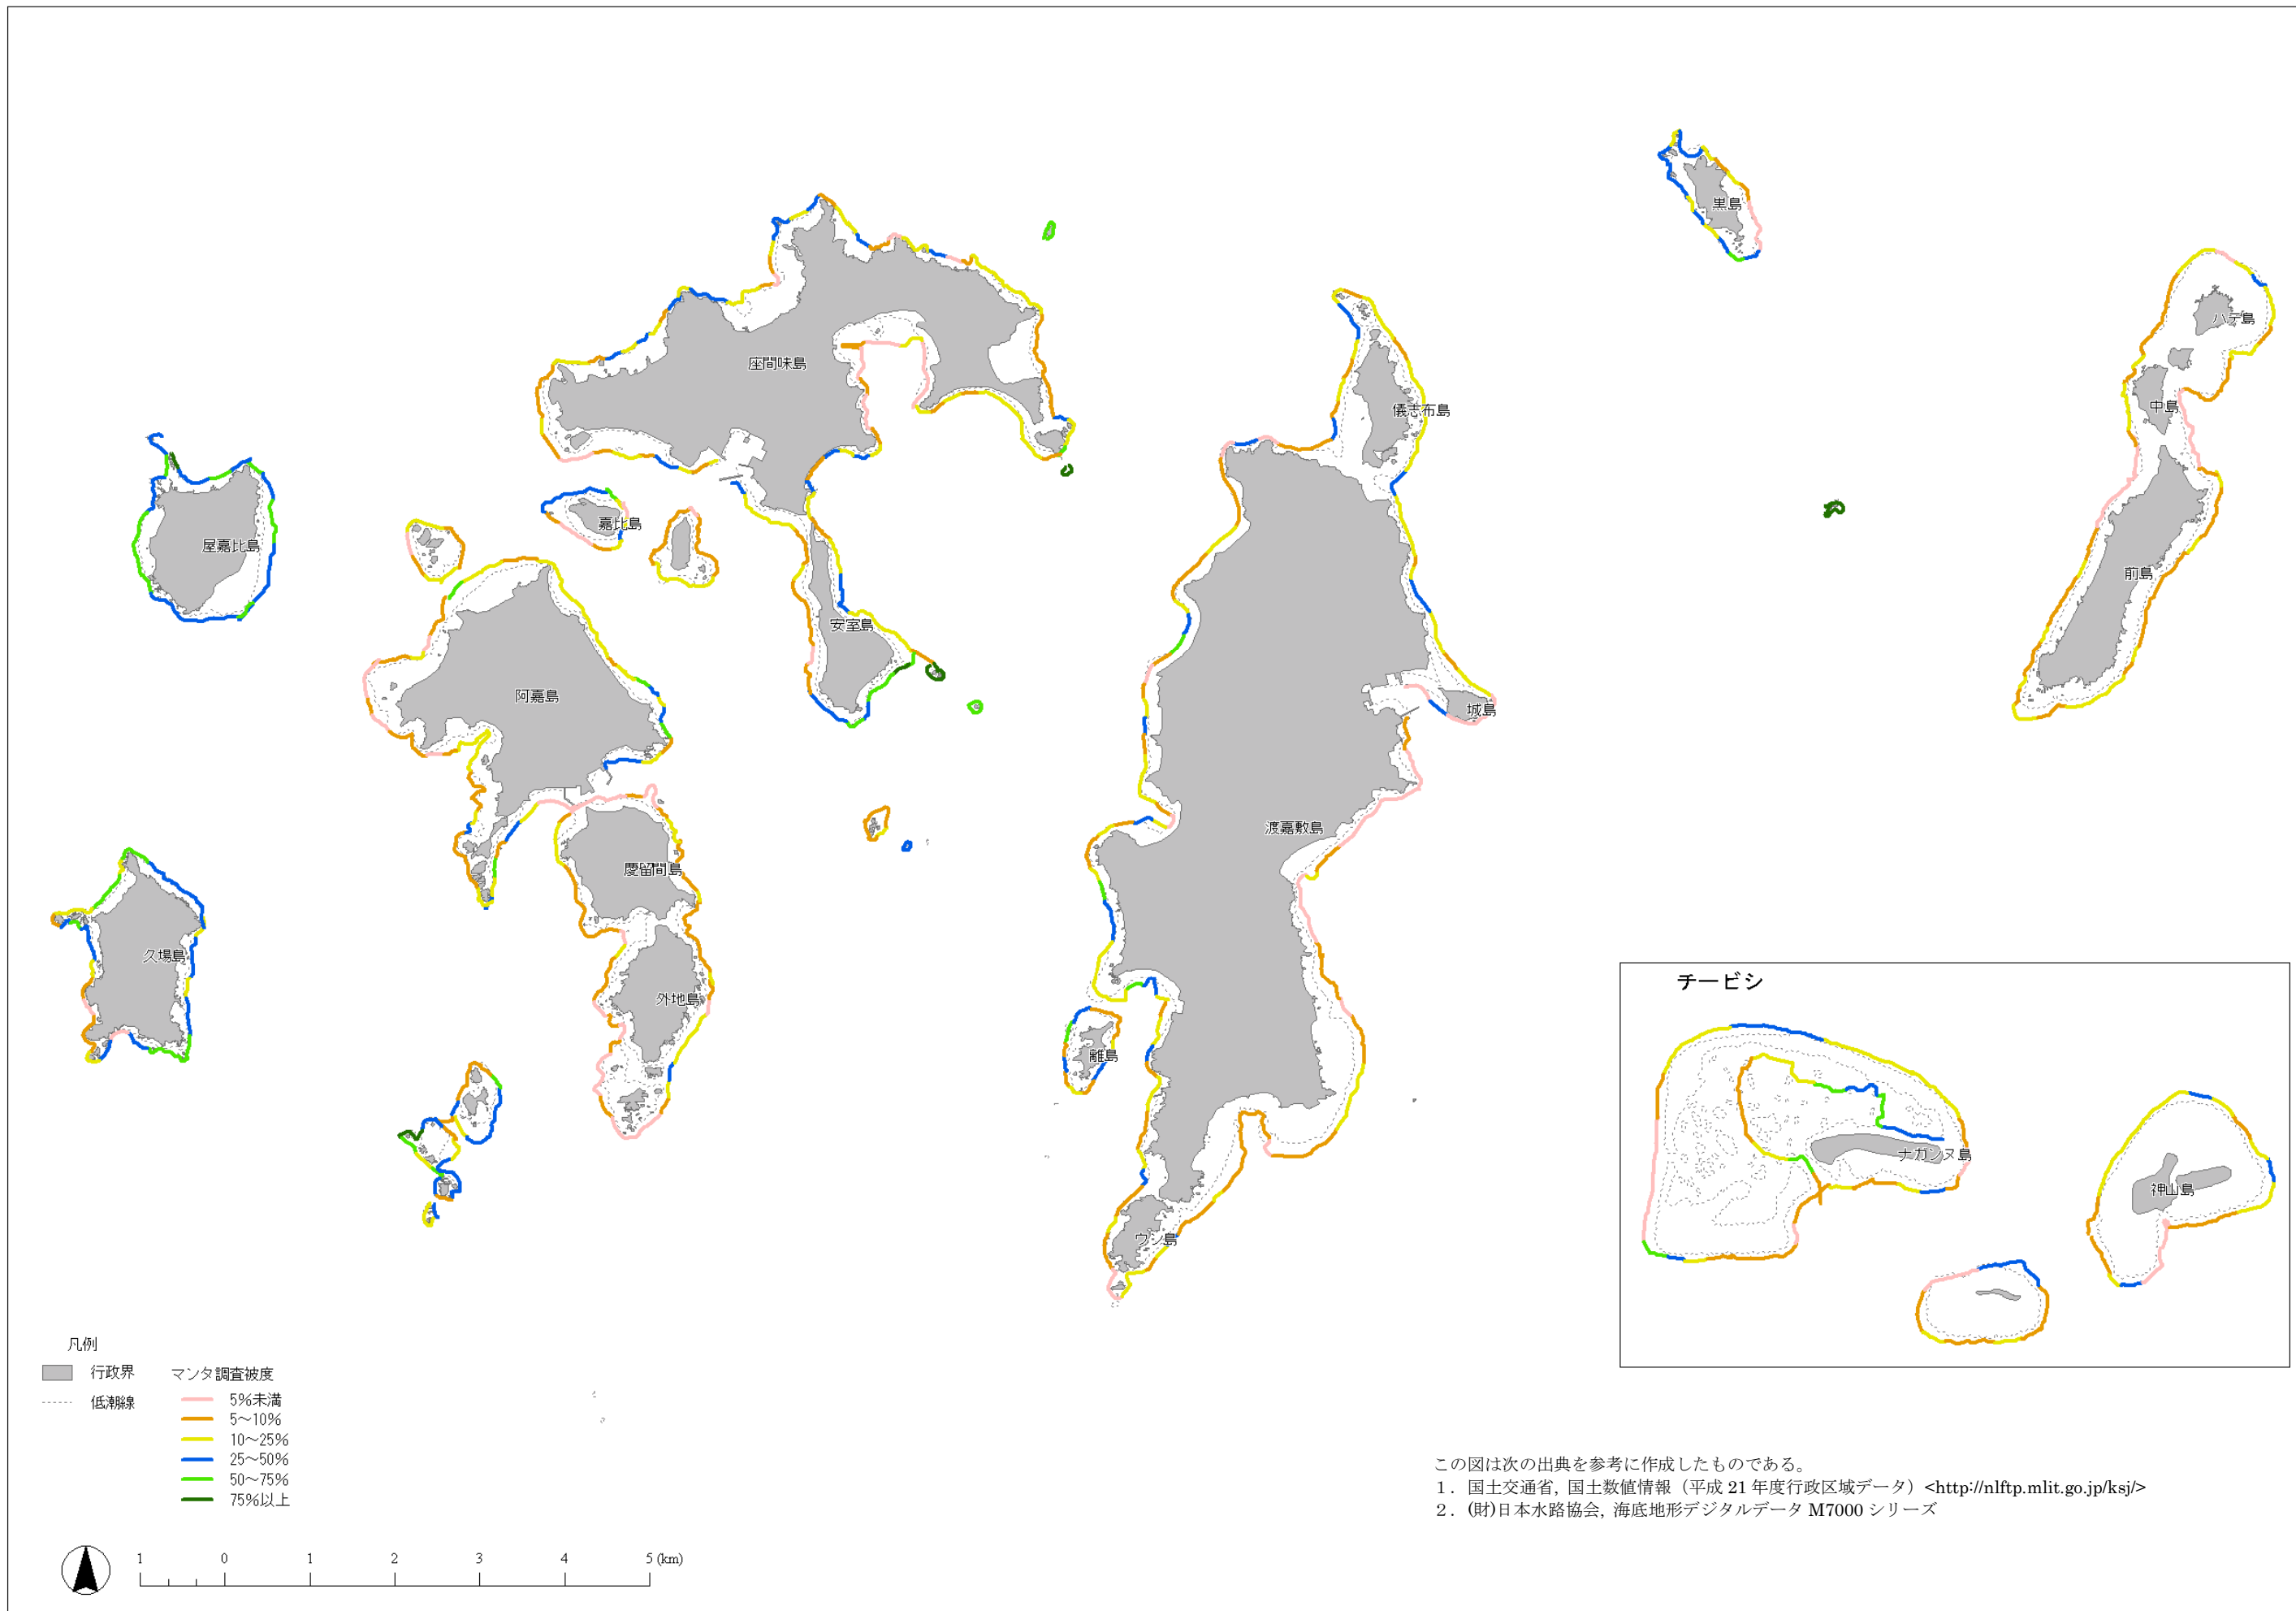 黒島
ハテ島
座間味島
中島
儀志布島
嘉比島
屋嘉比島
前島
安室島
阿嘉島
城島
渡嘉敷島
慶留間島
久場島
外地島
離島
チービシ
ナガンヌ島
神山島
ウン島
凡例
行政界
低潮線
マンタ調査被度
5%未満
5～10%
10～25%
25～50%
50～75%
75%以上
この図は次の出典を参考に作成したものである。
1．国土交通省, 国土数値情報（平成 21 年度行政区域データ）<http://nlftp.mlit.go.jp/ksj/>
2．(財)日本水路協会, 海底地形デジタルデータ M7000 シリーズ
1 0 1 2 3 4 5 (km)